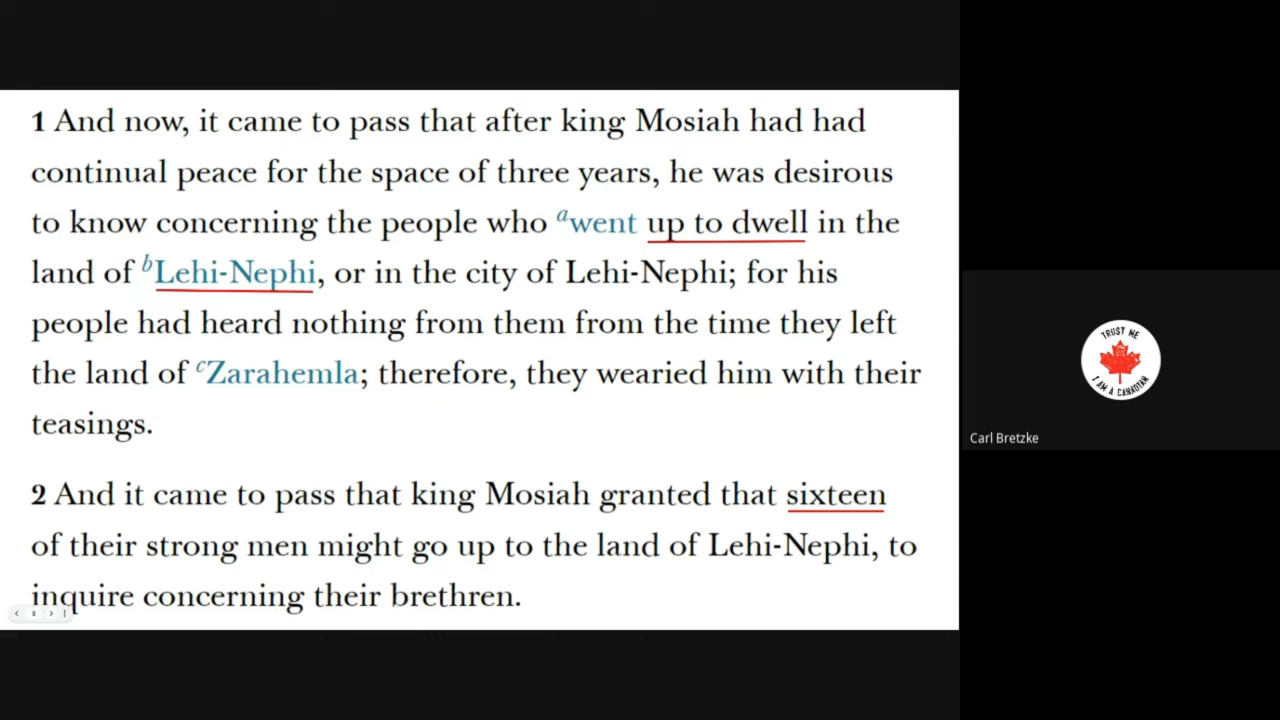 1 And now, it came to pass that after king Mosiah had had
continual peace for the space of three years, he was desirous
to know concerning the people who ᵃwent up to dwell in the
land of ᵇLehi-Nephi, or in the city of Lehi-Nephi; for his
people had heard nothing from them from the time they left
the land of ᶜZarahemla; therefore, they wearied him with their
teasings.
2 And it came to pass that king Mosiah granted that sixteen
of their strong men might go up to the land of Lehi-Nephi, to
inquire concerning their brethren.
8
TRUST ME
I AM A CANADIAN
Carl Bretzke